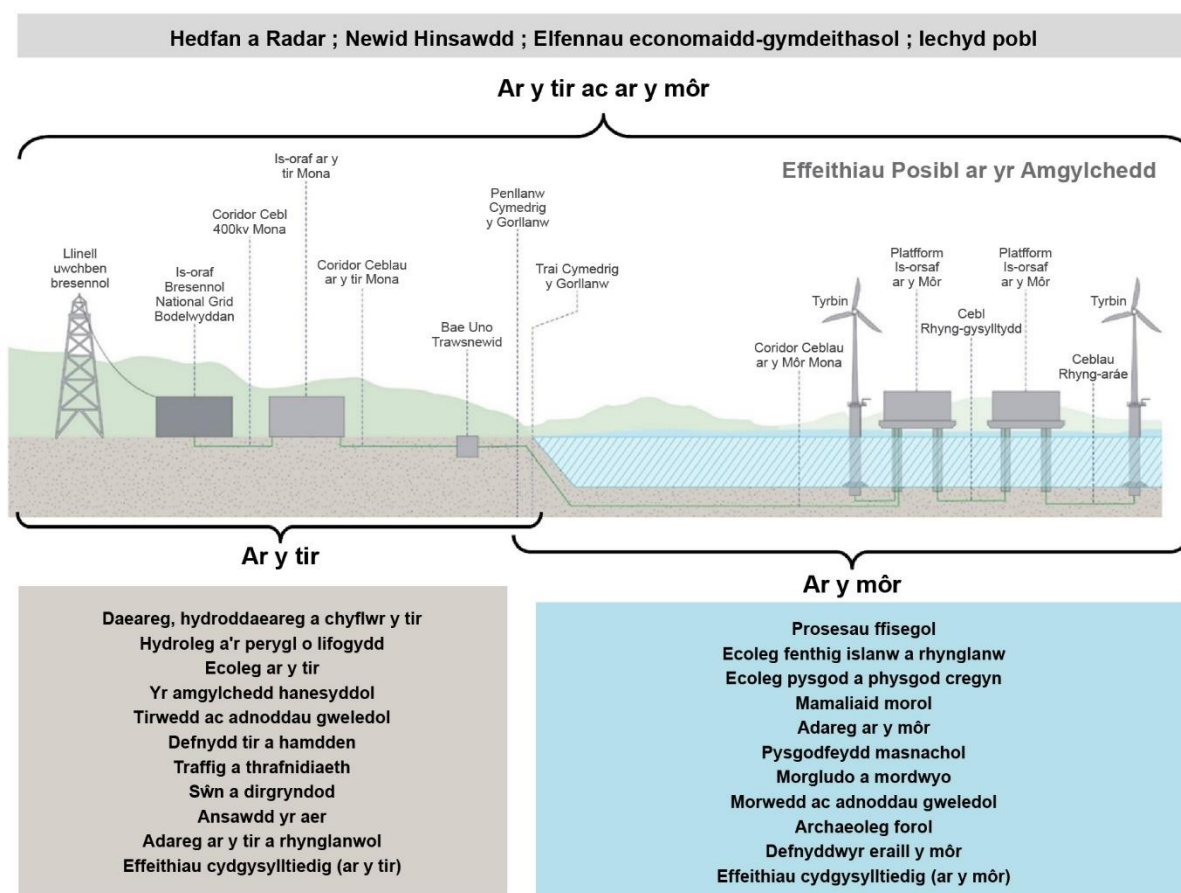 Hedfan a Radar ; Newid Hinsawdd ; Elfennau economaidd-gymdeithasol ; Iechyd pobl
Ar y tir ac ar y môr
Effeithiau Posibl ar yr Amgylchedd
Llinell
uwchben
bresennol
Is-oraf
Bresennol
National Grid
Bodelwyddan
Coridor Cebl
400kv Mona
Is-oraf ar y
tir Mona
Coridor Ceblau
ar y tir Mona
Bae Uno
Trawsnewid
Penllanw
Cymedrig
y Gorllanw
Trai Cymedrig
y Gorllanw
Coridor Ceblau
ar y Môr Mona
Tyrbin
Platfform
Is-orsaf
ar y Môr
Cebl
Rhyng-gysylltydd
Platfform
Is-orsaf
ar y Môr
Ceblau
Rhyng-aráe
Tyrbin
Ar y tir
Daeareg, hydroddaeareg a chyflwr y tir
Hydroleg a'r perygl o lifogydd
Ecoleg ar y tir
Yr amgylchedd hanesyddol
Tirwedd ac adnoddau gweledol
Defnydd tir a hamdden
Traffig a thrafnidiaeth
Sŵn a dirgryndod
Ansawdd yr aer
Adareg ar y tir a rhynglanwol
Effeithiau cydgysylltiedig (ar y tir)
Ar y môr
Prosesau ffisegol
Ecoleg fenthig islanw a rhynglanw
Ecoleg pysgod a physgod cregyn
Mamaliaid morol
Adareg ar y môr
Pysgodfeydd masnachol
Morgludo a mordwyo
Morwedd ac adnoddau gweledol
Archaeoleg forol
Defnyddwyr eraill y môr
Effeithiau cydgysylltiedig (ar y môr)